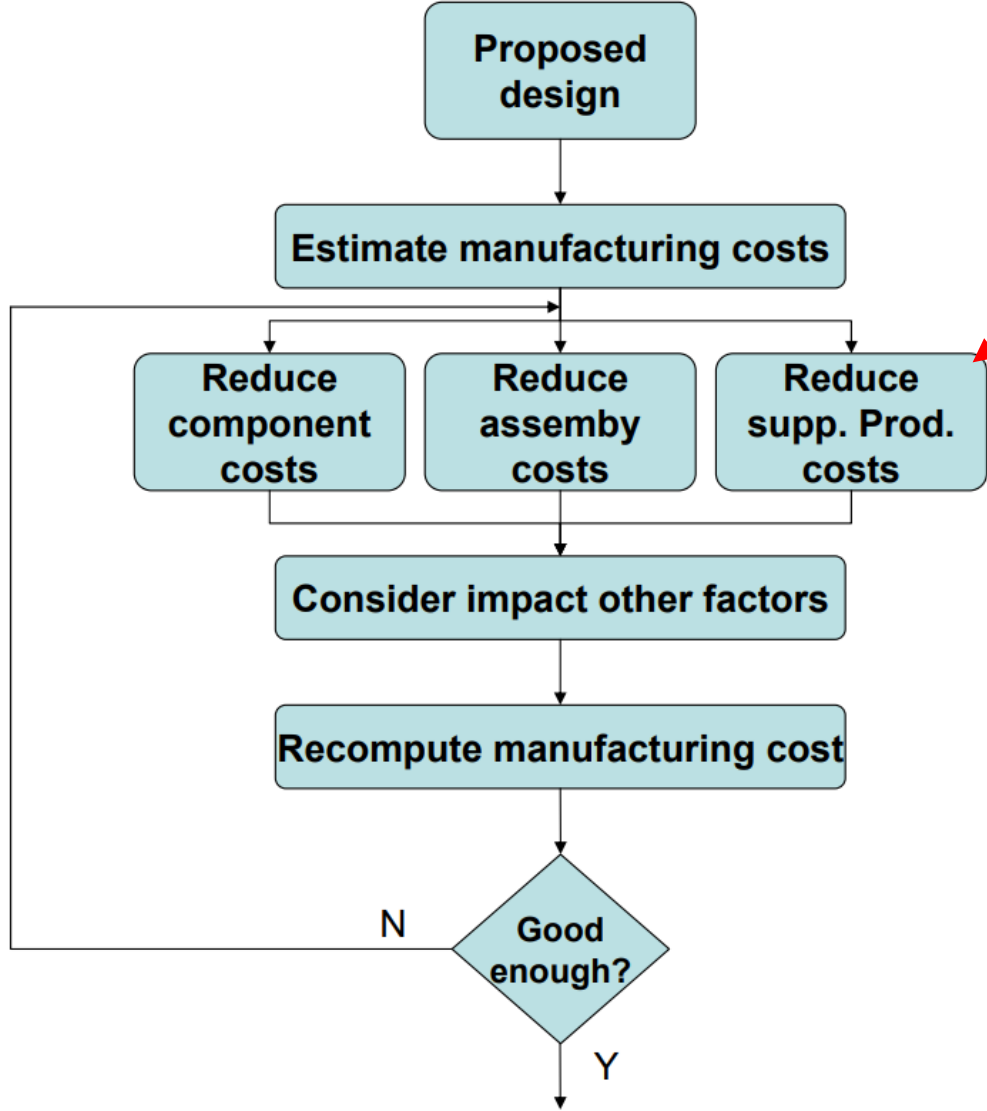 Proposed
design
Estimate manufacturing costs
Reduce
component
costs
Reduce
assemby
costs
Reduce
supp. Prod.
costs
Consider impact other factors
Recompute manufacturing cost
Good
enough?
N
Y